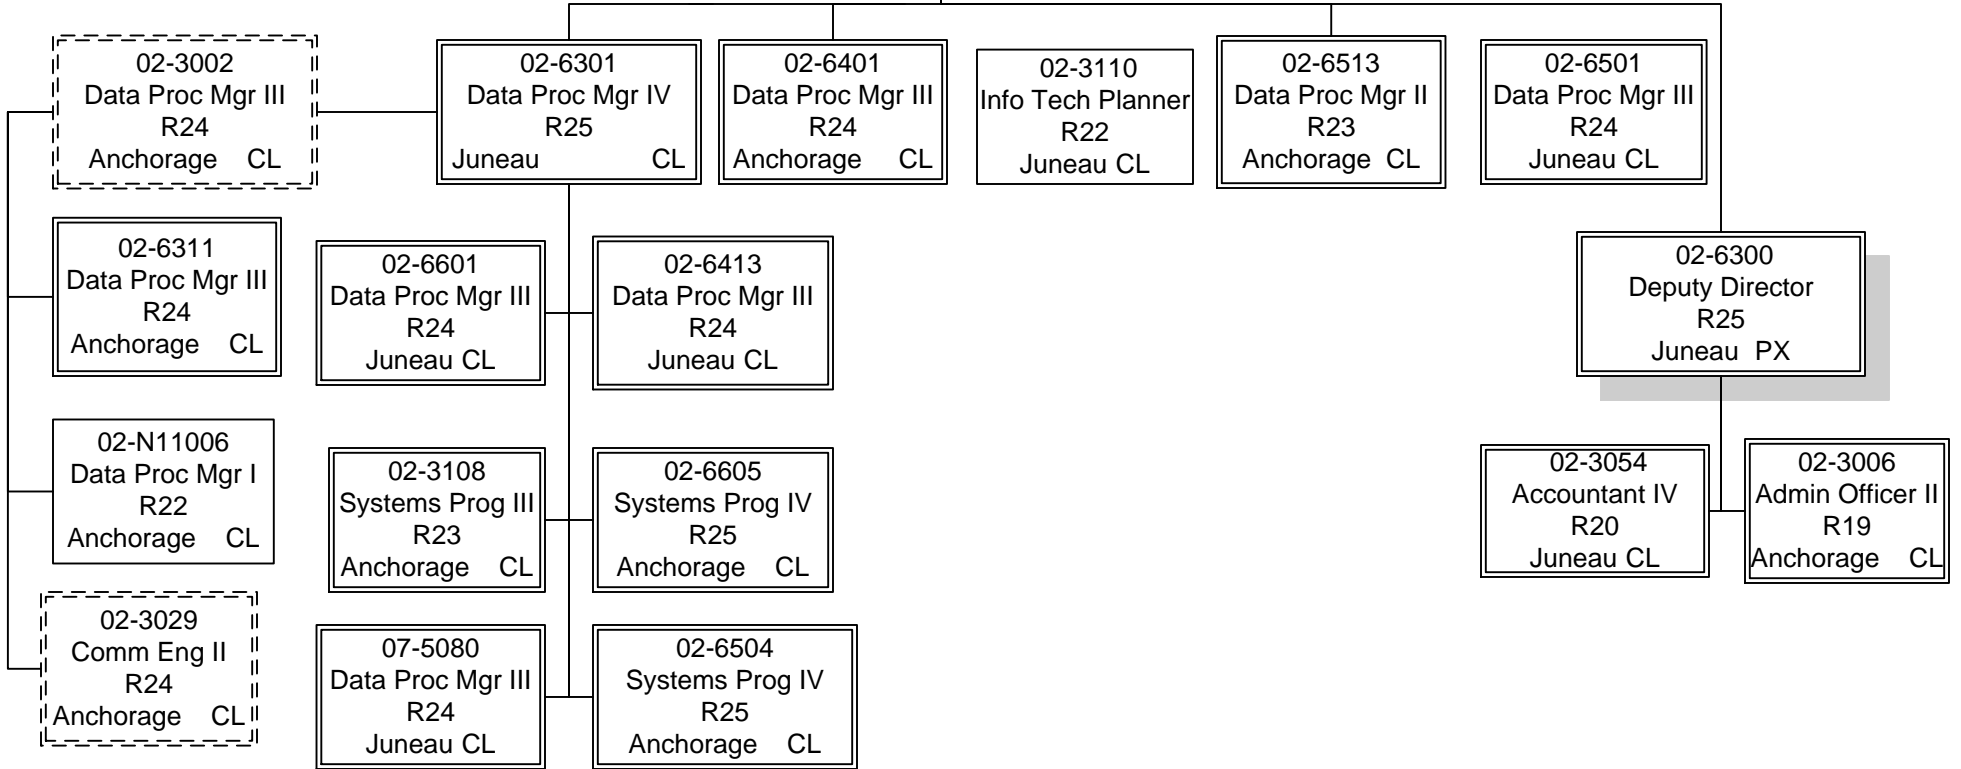 02-3002
Data Proc Mgr III
R24
Anchorage CL
02-6301
Data Proc Mgr IV
R25
Juneau CL
02-6401
Data Proc Mgr III
R24
Anchorage CL
02-3110
Info Tech Planner
R22
Juneau CL
02-6513
Data Proc Mgr II
R23
Anchorage CL
02-6501
Data Proc Mgr III
R24
Juneau CL
02-6311
Data Proc Mgr III
R24
Anchorage CL
02-6601
Data Proc Mgr III
R24
Juneau CL
02-6413
Data Proc Mgr III
R24
Juneau CL
02-6300
Deputy Director
R25
Juneau PX
02-N11006
Data Proc Mgr I
R22
Anchorage CL
02-3108
Systems Prog III
R23
Anchorage CL
02-6605
Systems Prog IV
R25
Anchorage CL
02-3054
Accountant IV
R20
Juneau CL
02-3006
Admin Officer II
R19
Anchorage CL
02-3029
Comm Eng II
R24
Anchorage CL
07-5080
Data Proc Mgr III
R24
Juneau CL
02-6504
Systems Prog IV
R25
Anchorage CL